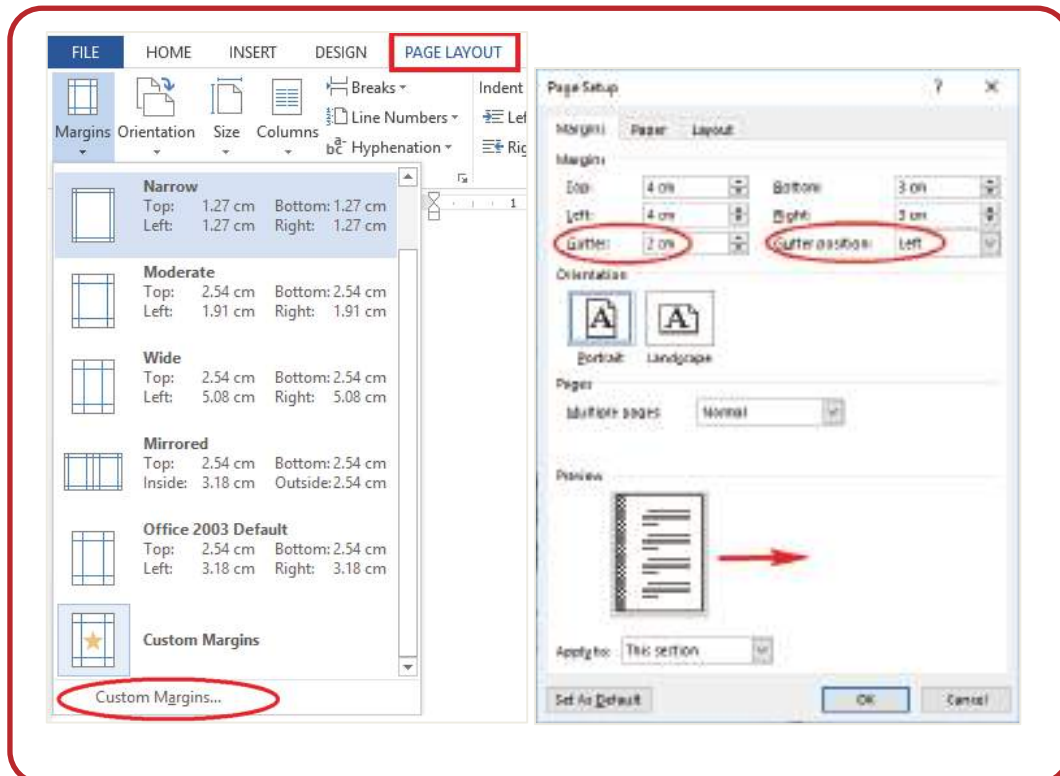 FILE HOME INSERT DESIGN PAGE LAYOUT
Margins Orientation Size Columns
Breaks
Line Numbers
Hyphenation
Indent
Lef
Rig
1
Narrow
Top: 1.27 cm Bottom: 1.27 cm
Left: 1.27 cm Right: 1.27 cm
Moderate
Top: 2.54 cm Bottom: 2.54 cm
Left: 1.91 cm Right: 1.91 cm
Wide
Top: 2.54 cm Bottom: 2.54 cm
Left: 5.08 cm Right: 5.08 cm
Mirrored
Top: 2.54 cm Bottom: 2.54 cm
Inside: 3.18 cm Outside: 2.54 cm
Office 2003 Default
Top: 2.54 cm Bottom: 2.54 cm
Left: 3.18 cm Right: 3.18 cm
Custom Margins
Custom Margins...
Page Setup ? ×
Margins Paper Layout
Margins
Top: 4 cm Bottom: 3 cm
Left: 4 cm Right: 3 cm
Gutter: 2 cm Gutter position: Left
Orientation
A A
Portrait Landscape
Pages
Multiple pages Normal
Preview
Apply to: This section
Set As Default OK Cancel